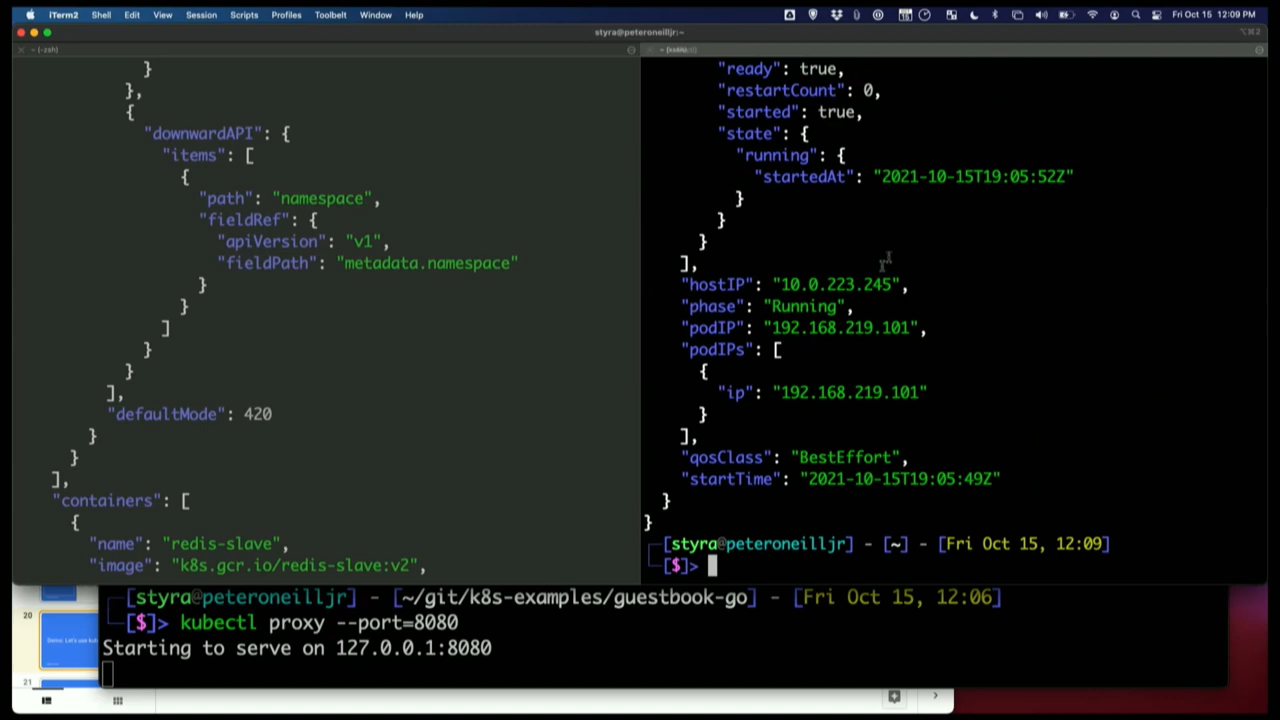 iTerm2 Shell Edit View Session Scripts Profiles Toolbelt Window Help
Fri Oct 15 12:09 PM
styra@peteroneilljr:~
~ (-zsh)
}
},
{
"downwardAPI": {
"items": [
{
"path": "namespace",
"fieldRef": {
"apiVersion": "v1",
"fieldPath": "metadata.namespace"
}
}
]
}
}
],
"defaultMode": 420
}
}
],
"containers": [
{
"name": "redis-slave",
"image": "k8s.gcr.io/redis-slave:v2",
"ready": true,
"restartCount": 0,
"started": true,
"state": {
"running": {
"startedAt": "2021-10-15T19:05:52Z"
}
}
}
],
"hostIP": "10.0.223.245",
"phase": "Running",
"podIP": "192.168.219.101",
"podIPs": [
{
"ip": "192.168.219.101"
}
],
"qosClass": "BestEffort",
"startTime": "2021-10-15T19:05:49Z"
}
}
[styra@peteroneilljr] - [~] - [Fri Oct 15, 12:09]
[$]>
[styra@peteroneilljr] - [~/git/k8s-examples/guestbook-go] - [Fri Oct 15, 12:06]
[$]> kubectl proxy --port=8080
Starting to serve on 127.0.0.1:8080
20
Demo: Let's use
21